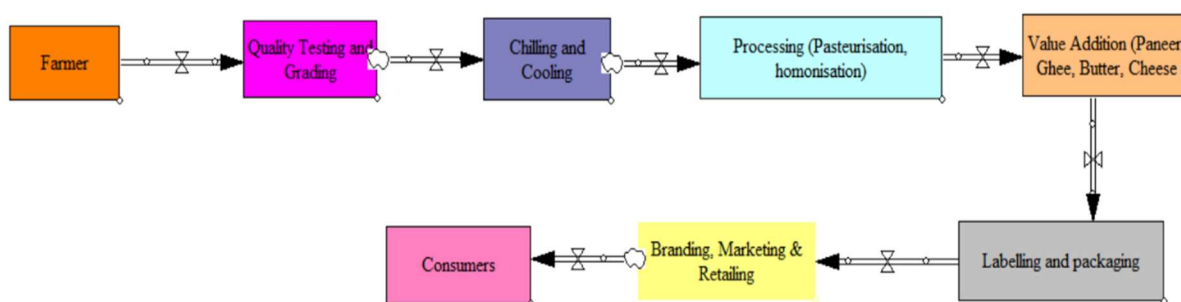 Farmer
Quality Testing and
Grading
Chilling and
Cooling
Processing (Pasteurisation,
homonisation)
Value Addition (Paneer
Ghee, Butter, Cheese
Labelling and packaging
Branding, Marketing &
Retailing
Consumers